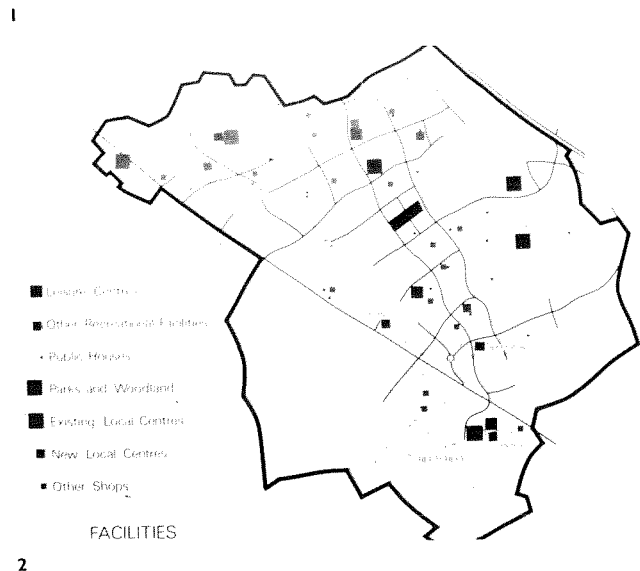 1
Leisure Centres
Other Recreational Facilities
Public Houses
Parks and Woodland
Existing Local Centres
New Local Centres
Other Shops
FACILITIES
2